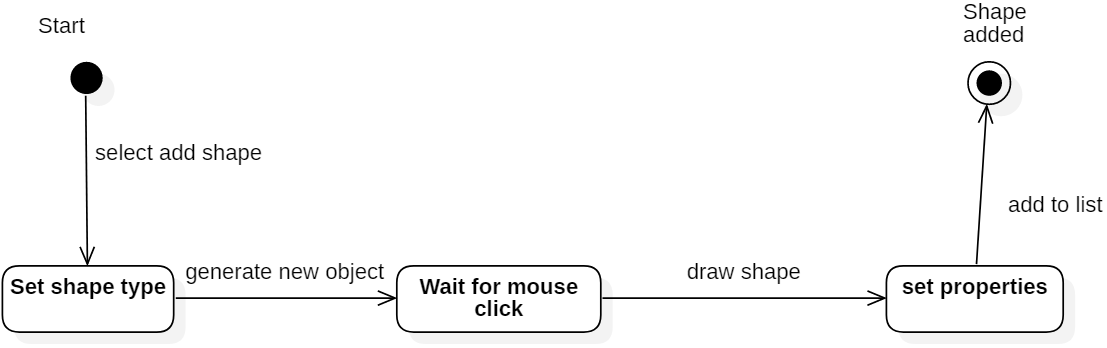 Start
Shape
added
select add shape
add to list
generate new object
draw shape
Set shape type
Wait for mouse
click
set properties